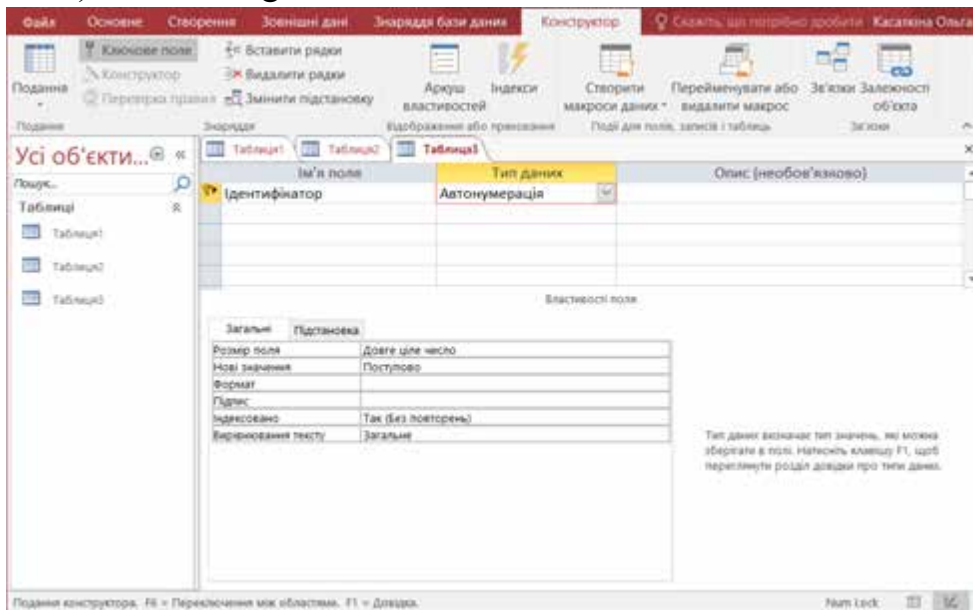 Файл Основне Створення Зовнішні дані Знаряддя бази даних Конструктор Скажіть, що потрібно зробити Касаткіна Ольга
Подання
Ключове поле
Конструктор
Перевірка правил
Вставити рядки
Видалити рядки
Змінити підстановку
Аркуш властивостей
Індекси
Створити макроси даних
Перейменувати або видалити макрос
Зв'язки
Залежності об'єкта
Подання Знаряддя Відображення або приховання Події для полів, записів і таблиць Зв'язки
Усі об'єкти...
Пошук...
Таблиці
Таблиця1
Таблиця2
Таблиця3
Таблиця1 Таблиця2 Таблиця3
Ім'я поля Тип даних Опис (необов'язково)
Ідентифікатор Автонумерація
Властивості поля
Загальні Підстановка
Розмір поля Довге ціле число
Нові значення Поступово
Формат
Підпис
Індексовано Так (Без повторень)
Вирівнювання тексту Загальне
Тип даних визначає тип значень, які можна
зберігати в полі. Натисніть клавішу F1, щоб
переглянути розділ довідки про типи даних.
Подання конструктора. F6 = Переключення між областями. F1 = Довідка. Num Lock